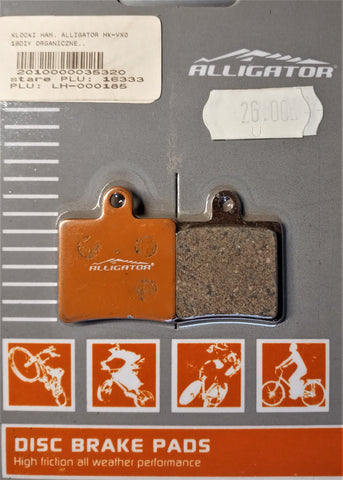 KLOCKI HAM. ALLIGATOR HK-VX0
18DIY ORGANICZNE..
2010000035320
stare PLU: 16333
PLU: LH-000185
ALLIGATOR
26.00
ALLIGATOR
DISC BRAKE PADS
High friction all weather performance